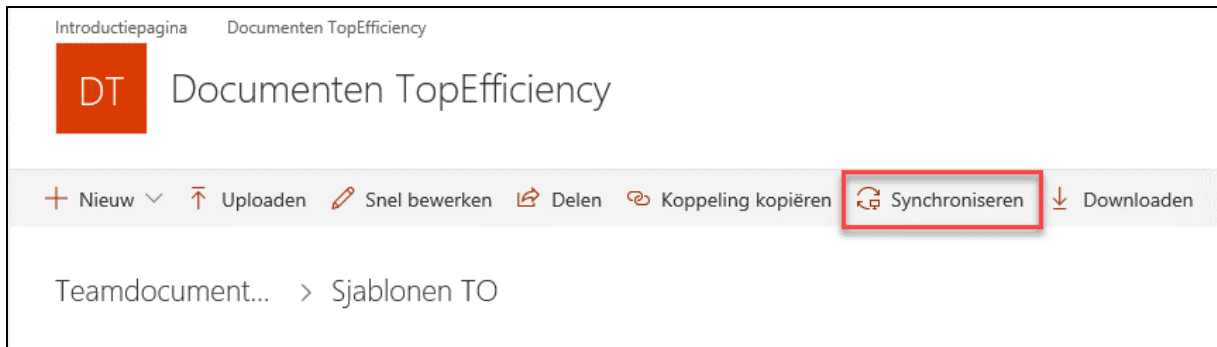 Introductiepagina Documenten TopEfficiency
DT Documenten TopEfficiency
Nieuw Uploaden Snel bewerken Delen Koppeling kopiëren Synchroniseren Downloaden
Teamdocument... > Sjablonen TO